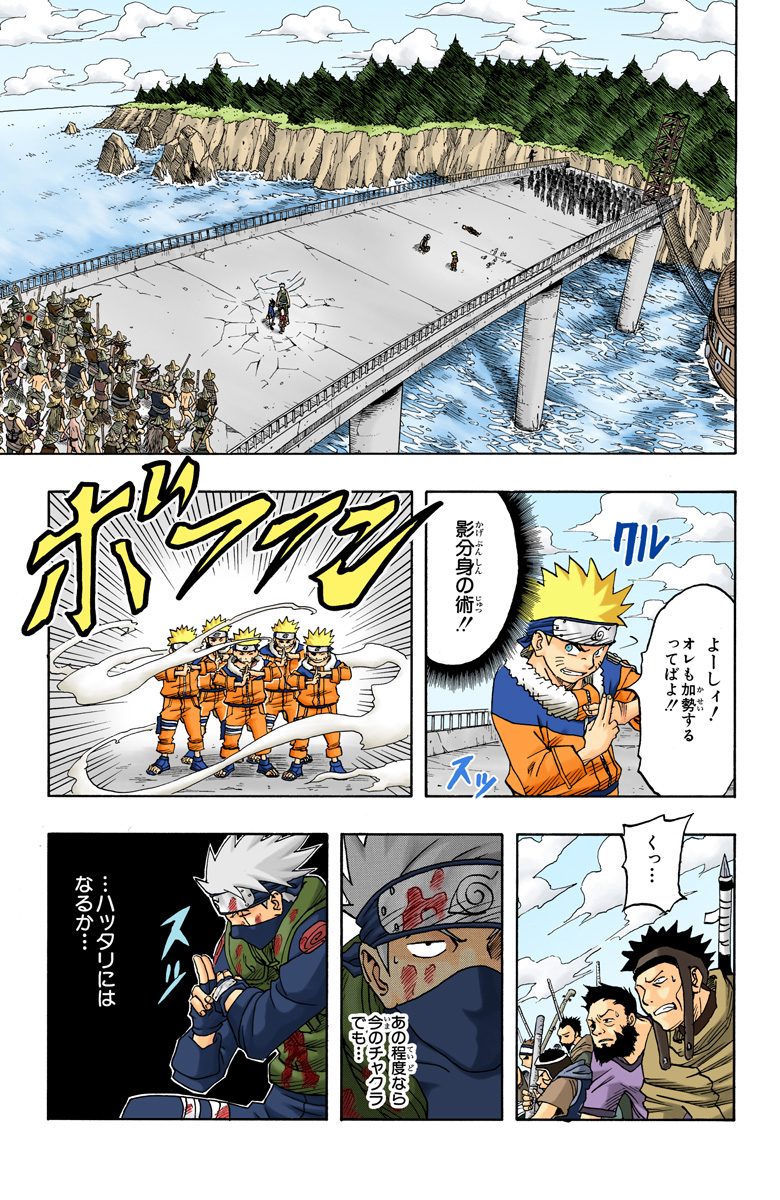 クル
よーしィ！
オレも加勢する
ってばよ!!
影分身の術!!
スッ
ボフフン
くっ…
あの程度なら
今のチャクラ
でも…
…ハッタリには
なるか…
スッ